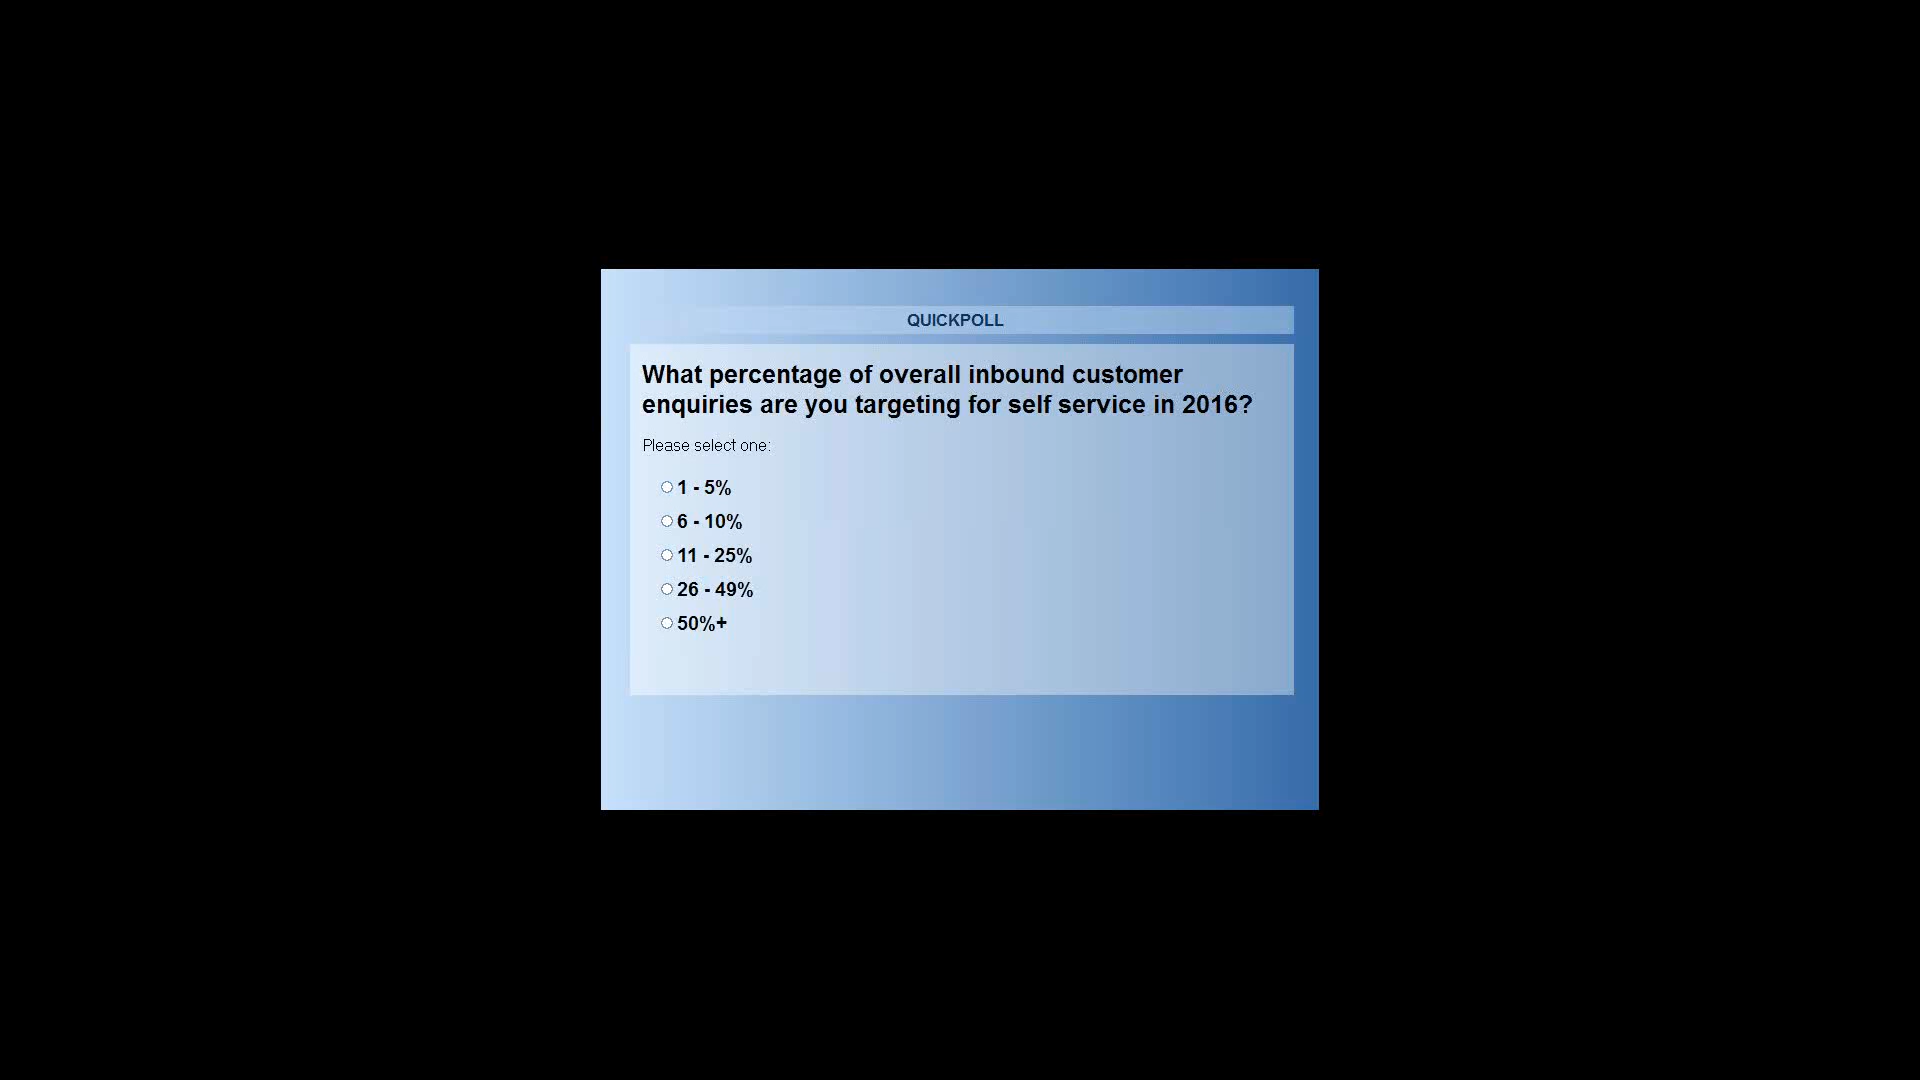 QUICKPOLL
What percentage of overall inbound customer
enquiries are you targeting for self service in 2016?
Please select one:
1 - 5%
6 - 10%
11 - 25%
26 - 49%
50%+